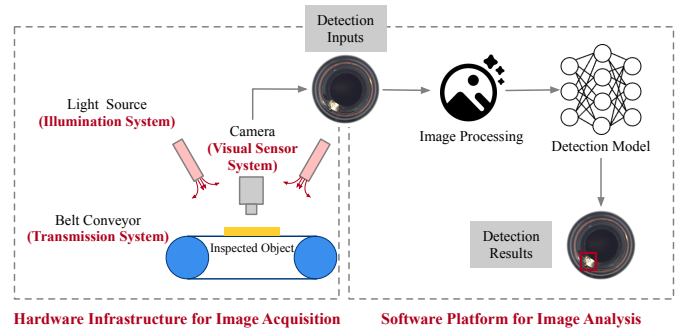 Detection
Inputs
Light Source
(Illumination System)
Camera
(Visual Sensor
System)
Belt Conveyor
(Transmission System)
Inspected Object
Image Processing
Detection Model
Detection
Results
Hardware Infrastructure for Image Acquisition
Software Platform for Image Analysis